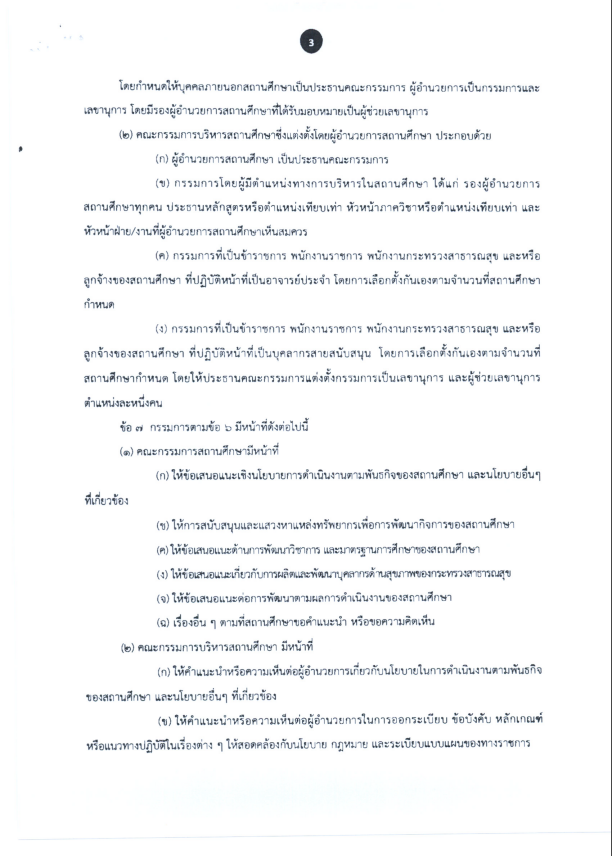 3
โดยกำหนดให้บุคคลภายนอกสถานศึกษาเป็นประธานคณะกรรมการ ผู้อำนวยการเป็นกรรมการและ
เลขานุการ โดยมีรองผู้อำนวยการสถานศึกษาที่ได้รับมอบหมายเป็นผู้ช่วยเลขานุการ
(๒) คณะกรรมการบริหารสถานศึกษาซึ่งแต่งตั้งโดยผู้อำนวยการสถานศึกษา ประกอบด้วย
(ก) ผู้อำนวยการสถานศึกษา เป็นประธานคณะกรรมการ
(ข) กรรมการโดยผู้มีตำแหน่งทางการบริหารในสถานศึกษา ได้แก่ รองผู้อำนวยการ
สถานศึกษาทุกคน ประธานหลักสูตรหรือตำแหน่งเทียบเท่า หัวหน้าภาควิชาหรือตำแหน่งเทียบเท่า และ
หัวหน้าฝ่าย/งานที่ผู้อำนวยการสถานศึกษาเห็นสมควร
(ค) กรรมการที่เป็นข้าราชการ พนักงานราชการ พนักงานกระทรวงสาธารณสุข และหรือ
ลูกจ้างของสถานศึกษา ที่ปฏิบัติหน้าที่เป็นอาจารย์ประจำ โดยการเลือกตั้งกันเองตามจำนวนที่สถานศึกษา
กำหนด
(ง) กรรมการที่เป็นข้าราชการ พนักงานราชการ พนักงานกระทรวงสาธารณสุข และหรือ
ลูกจ้างของสถานศึกษา ที่ปฏิบัติหน้าที่เป็นบุคลากรสายสนับสนุน โดยการเลือกตั้งกันเองตามจำนวนที่
สถานศึกษากำหนด โดยให้ประธานคณะกรรมการแต่งตั้งกรรมการเป็นเลขานุการ และผู้ช่วยเลขานุการ
ตำแหน่งละหนึ่งคน
ข้อ ๗ กรรมการตามข้อ ๖ มีหน้าที่ดังต่อไปนี้
(๑) คณะกรรมการสถานศึกษามีหน้าที่
(ก) ให้ข้อเสนอแนะเชิงนโยบายการดำเนินงานตามพันธกิจของสถานศึกษา และนโยบายอื่นๆ
ที่เกี่ยวข้อง
(ข) ให้การสนับสนุนและแสวงหาแหล่งทรัพยากรเพื่อการพัฒนากิจการของสถานศึกษา
(ค) ให้ข้อเสนอแนะด้านการพัฒนาวิชาการ และมาตรฐานการศึกษาของสถานศึกษา
(ง) ให้ข้อเสนอแนะเกี่ยวกับการผลิตและพัฒนาบุคลากรด้านสุขภาพของกระทรวงสาธารณสุข
(จ) ให้ข้อเสนอแนะต่อการพัฒนาตามผลการดำเนินงานของสถานศึกษา
(ฉ) เรื่องอื่น ๆ ตามที่สถานศึกษาขอคำแนะนำ หรือขอความคิดเห็น
(๒) คณะกรรมการบริหารสถานศึกษา มีหน้าที่
(ก) ให้คำแนะนำหรือความเห็นต่อผู้อำนวยการเกี่ยวกับนโยบายในการดำเนินงานตามพันธกิจ
ของสถานศึกษา และนโยบายอื่นๆ ที่เกี่ยวข้อง
(ข) ให้คำแนะนำหรือความเห็นต่อผู้อำนวยการในการออกระเบียบ ข้อบังคับ หลักเกณฑ์
หรือแนวทางปฏิบัติในเรื่องต่าง ๆ ให้สอดคล้องกับนโยบาย กฎหมาย และระเบียบแบบแผนของทางราชการ